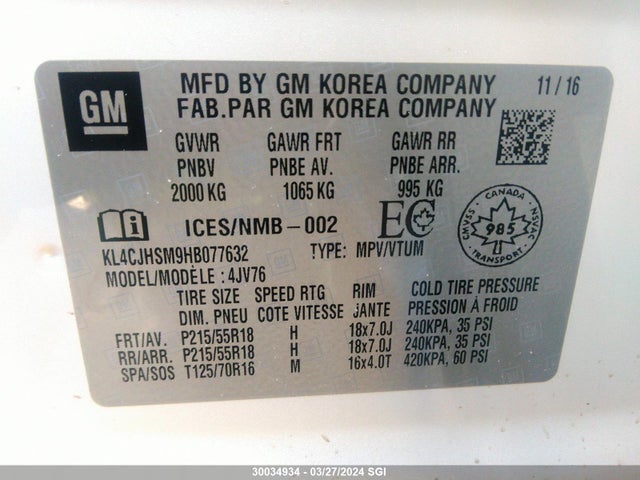 GM
MFD BY GM KOREA COMPANY 11/16
FAB.PAR GM KOREA COMPANY
GVWR GAWR FRT GAWR RR
PNBV PNBE AV. PNBE ARR.
2000 KG 1065 KG 995 KG
ICES/NMB-002 EC
CANADA
CMVSS 985 NSVAC
TRANSPORT
KL4CJHSM9HB077632 TYPE: MPV/VTUM
MODEL/MODÈLE : 4JV76
TIRE SIZE SPEED RTG RIM COLD TIRE PRESSURE
DIM. PNEU COTE VITESSE JANTE PRESSION À FROID
FRT/AV. P215/55R18 H 18x7.0J 240KPA, 35 PSI
RR/ARR. P215/55R18 H 18x7.0J 240KPA, 35 PSI
SPA/SOS T125/70R16 M 16x4.0T 420KPA, 60 PSI
30034934 — 03/27/2024 SGI